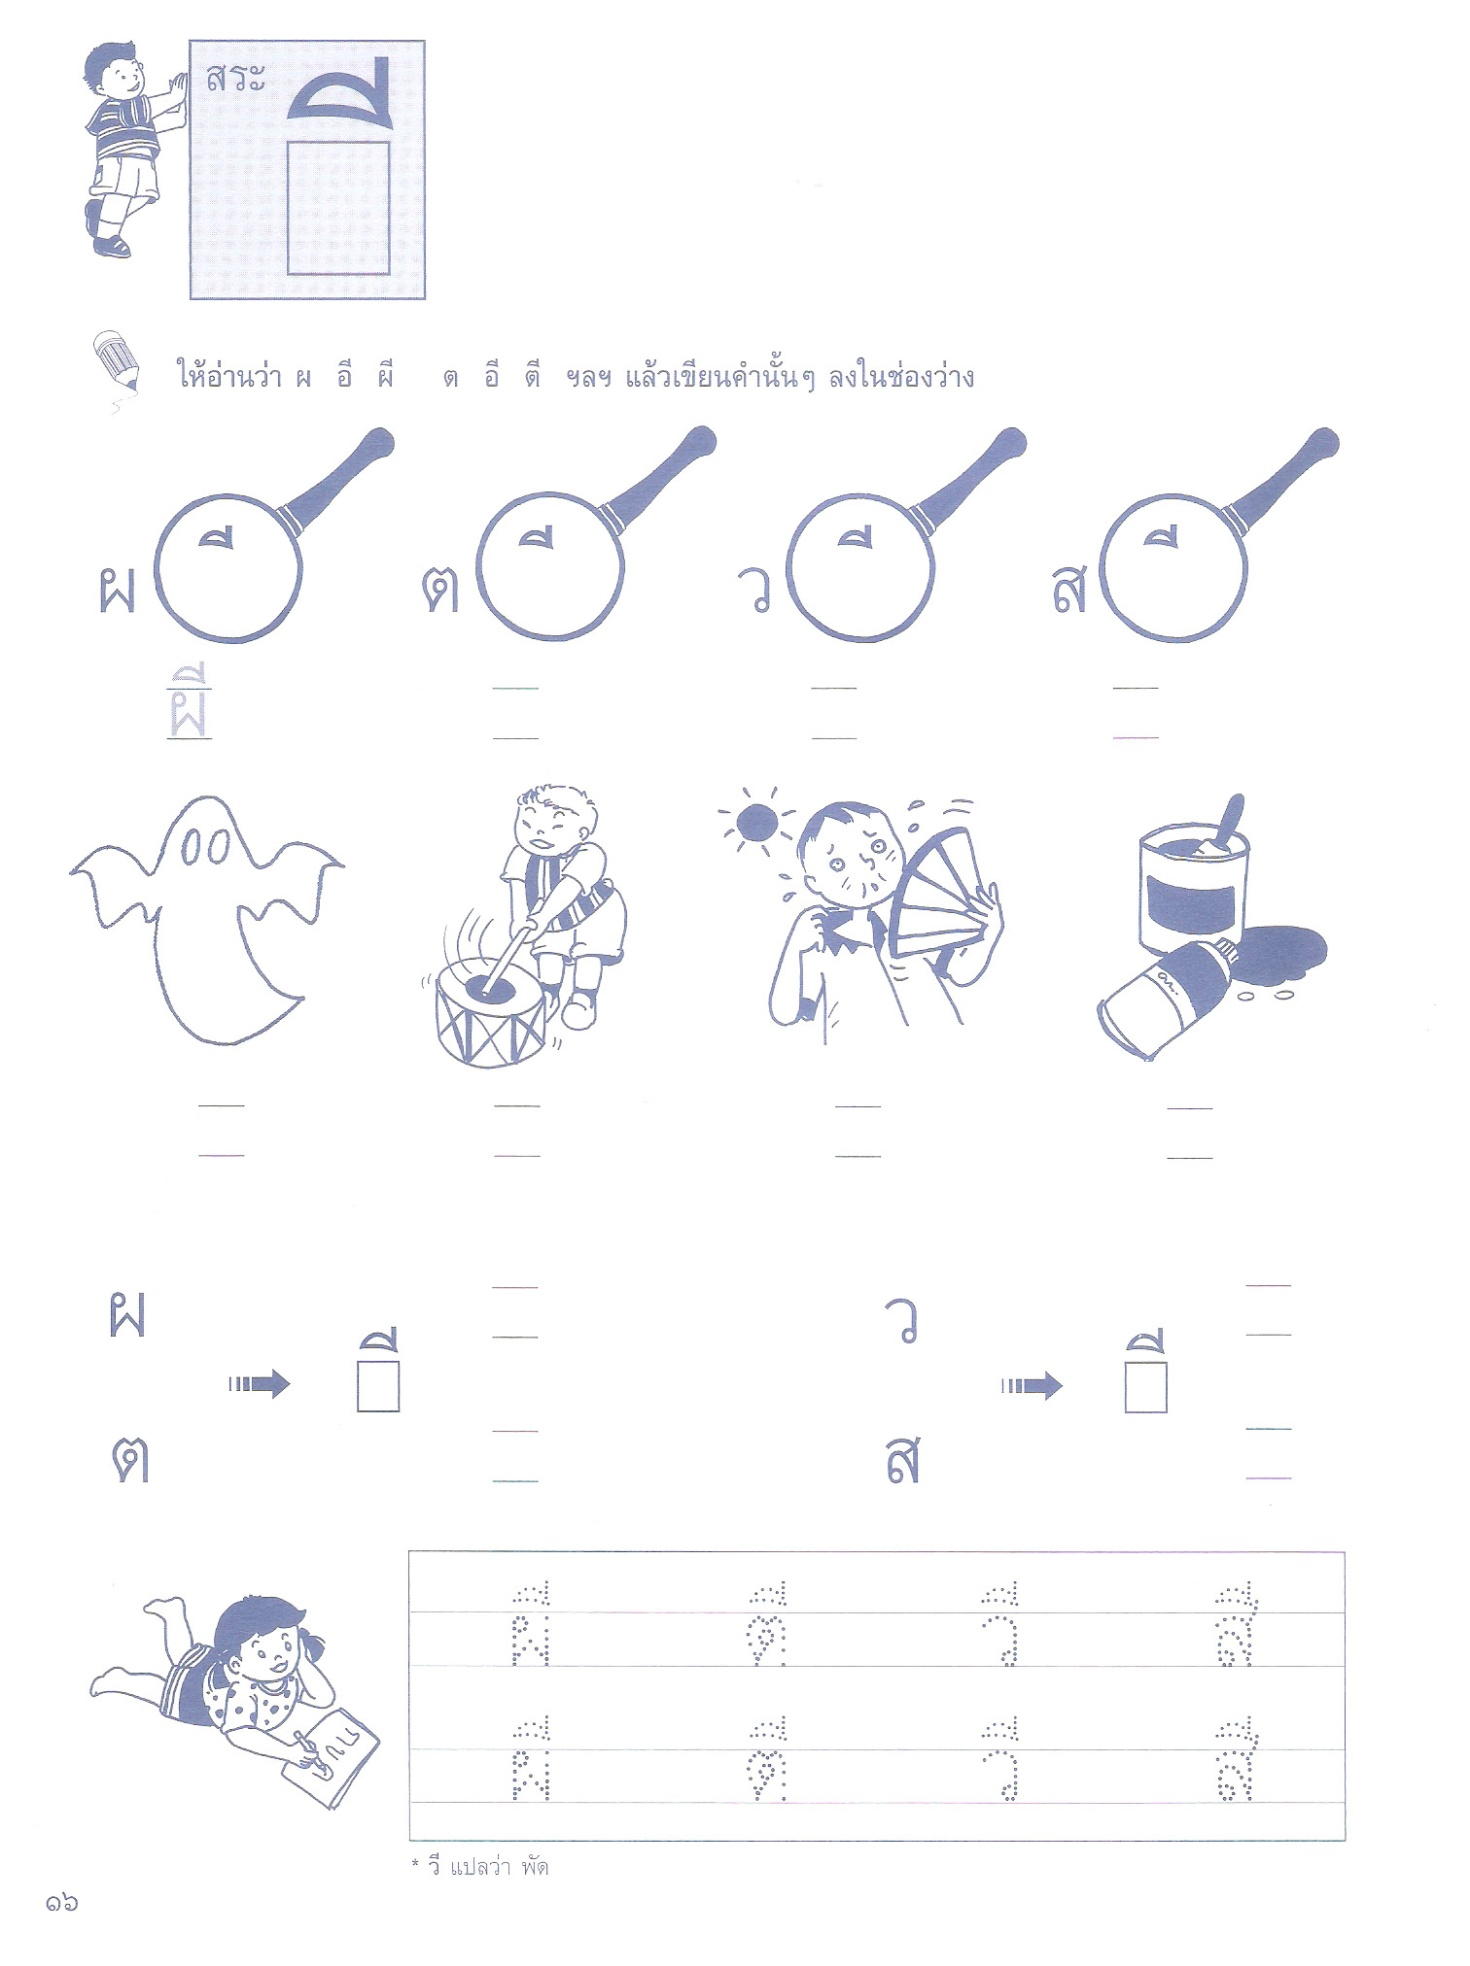 สระ อี
ให้อ่านว่า ผ อี ผี ต อี ตี ฯลฯ แล้วเขียนคำนั้นๆ ลงในช่องว่าง
ผ ี ต ี ว ี ส ี
ผี
ผ ว
ี ี
ต ส
ผี ตี วี สี
ผี ตี วี สี
* วี แปลว่า พัด
๑๖